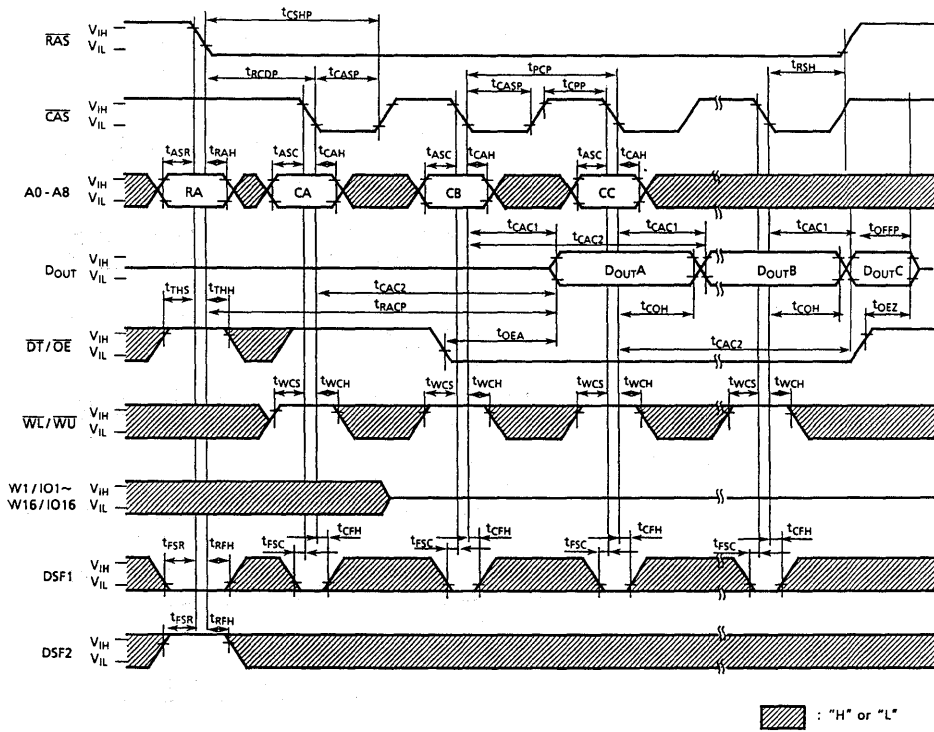 tCSHP
RAS VIH VIL
tRCDP tCASP tPCP tCASP tCPP tRSH
CAS VIH VIL
tASR tRAH tASC tCAH tASC tCAH tASC tCAH
A0 - A8 VIH VIL RA CA CB CC
tCAC1 tCAC1 tCAC1 tOFFP
tCAC2
DOUT VIH VIL DOUTA DOUTB DOUTC
tTHS tTHH tCAC2 tCOH tCOH tOEZ
tRACP
DT / OE VIH VIL tOEA tCAC2
tWCS tWCH tWCS tWCH tWCS tWCH tWCS tWCH
WL / WU VIH VIL
W1 / IO1~ VIH
W16 / IO16 VIL
tFSR tRFH tFSC tCFH tFSC tCFH tFSC tCFH tFSC tCFH
DSF1 VIH VIL
tFSR tRFH
DSF2 VIH VIL
: "H" or "L"